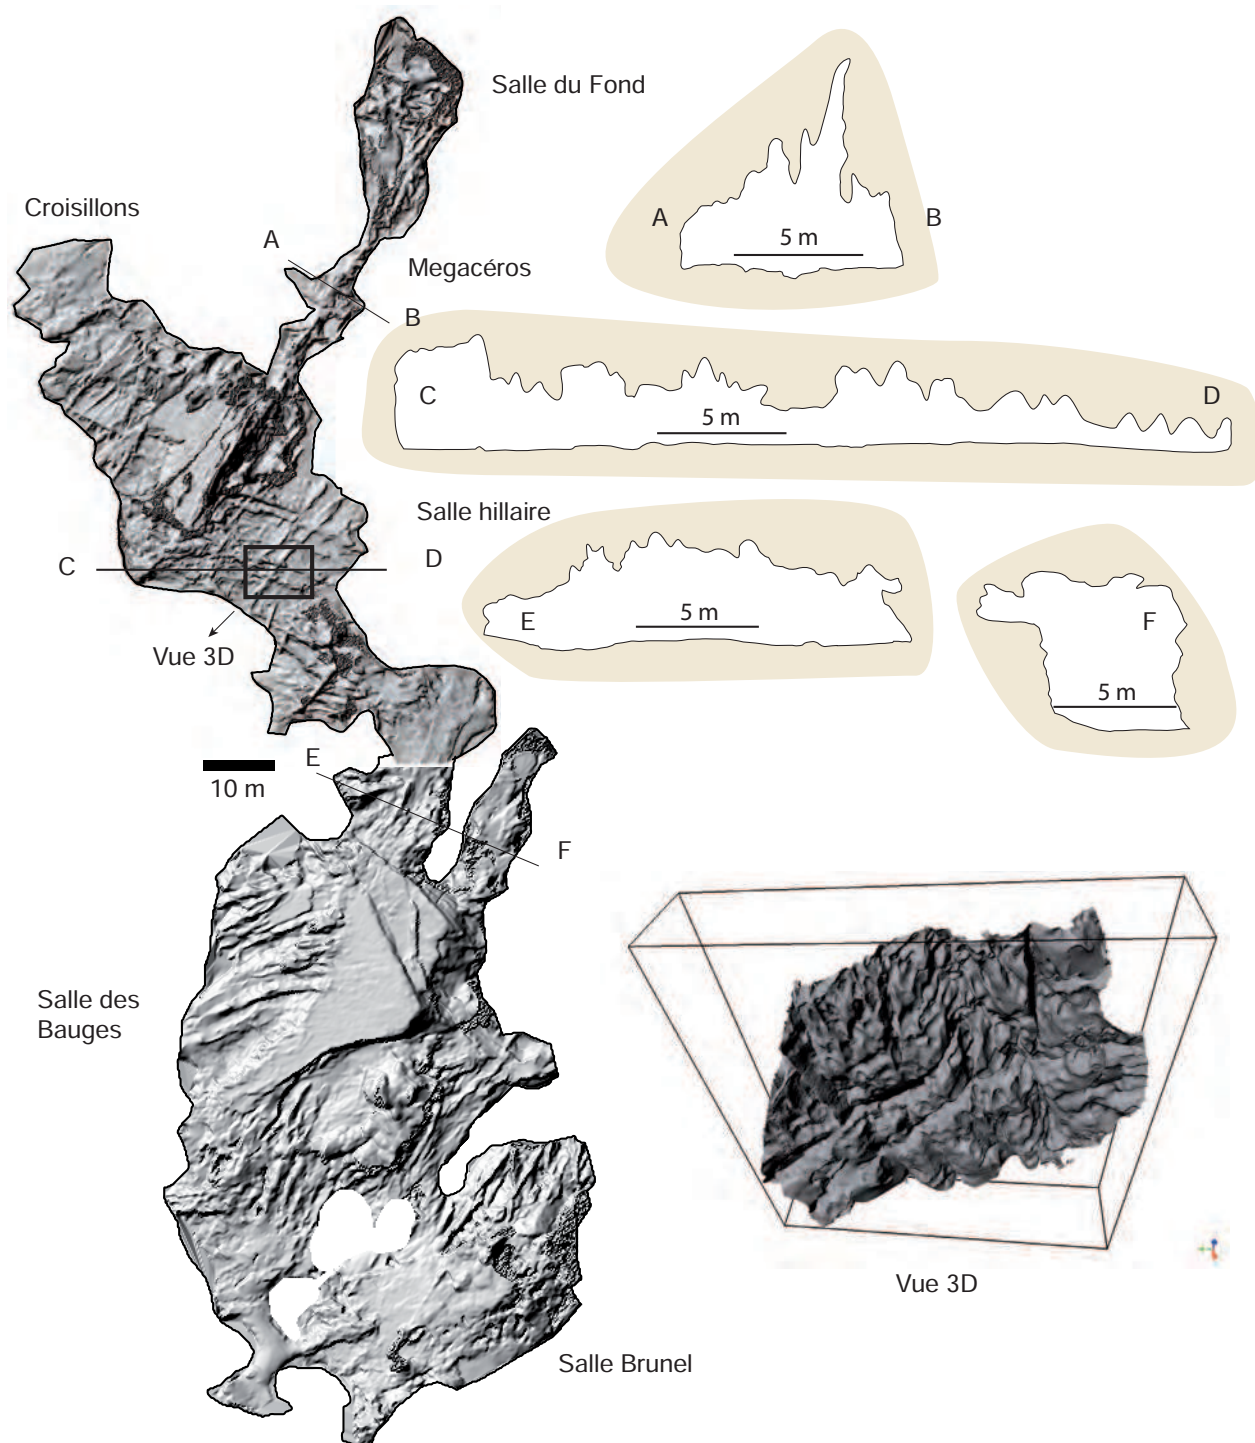 Salle du Fond
Croisillons
A
B
5 m
A
Megacéros
B
C
D
5 m
Salle hillaire
C
D
E
5 m
F
5 m
Vue 3D
E
10 m
F
Salle des
Bauges
Vue 3D
Salle Brunel